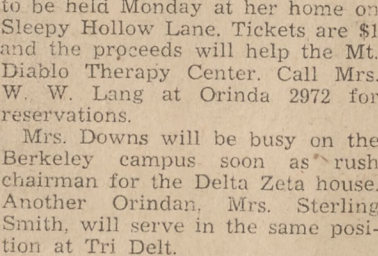 to be held Monday at her home on
Sleepy Hollow Lane. Tickets are $1
and the proceeds will help the Mt.
Diablo Therapy Center. Call Mrs.
W. W. Lang at Orinda 2972 for
reservations.
Mrs. Downs will be busy on the
Berkeley campus soon as rush
chairman for the Delta Zeta house.
Another Orindan, Mrs. Sterling
Smith, will serve in the same posi-
tion at Tri Delt.